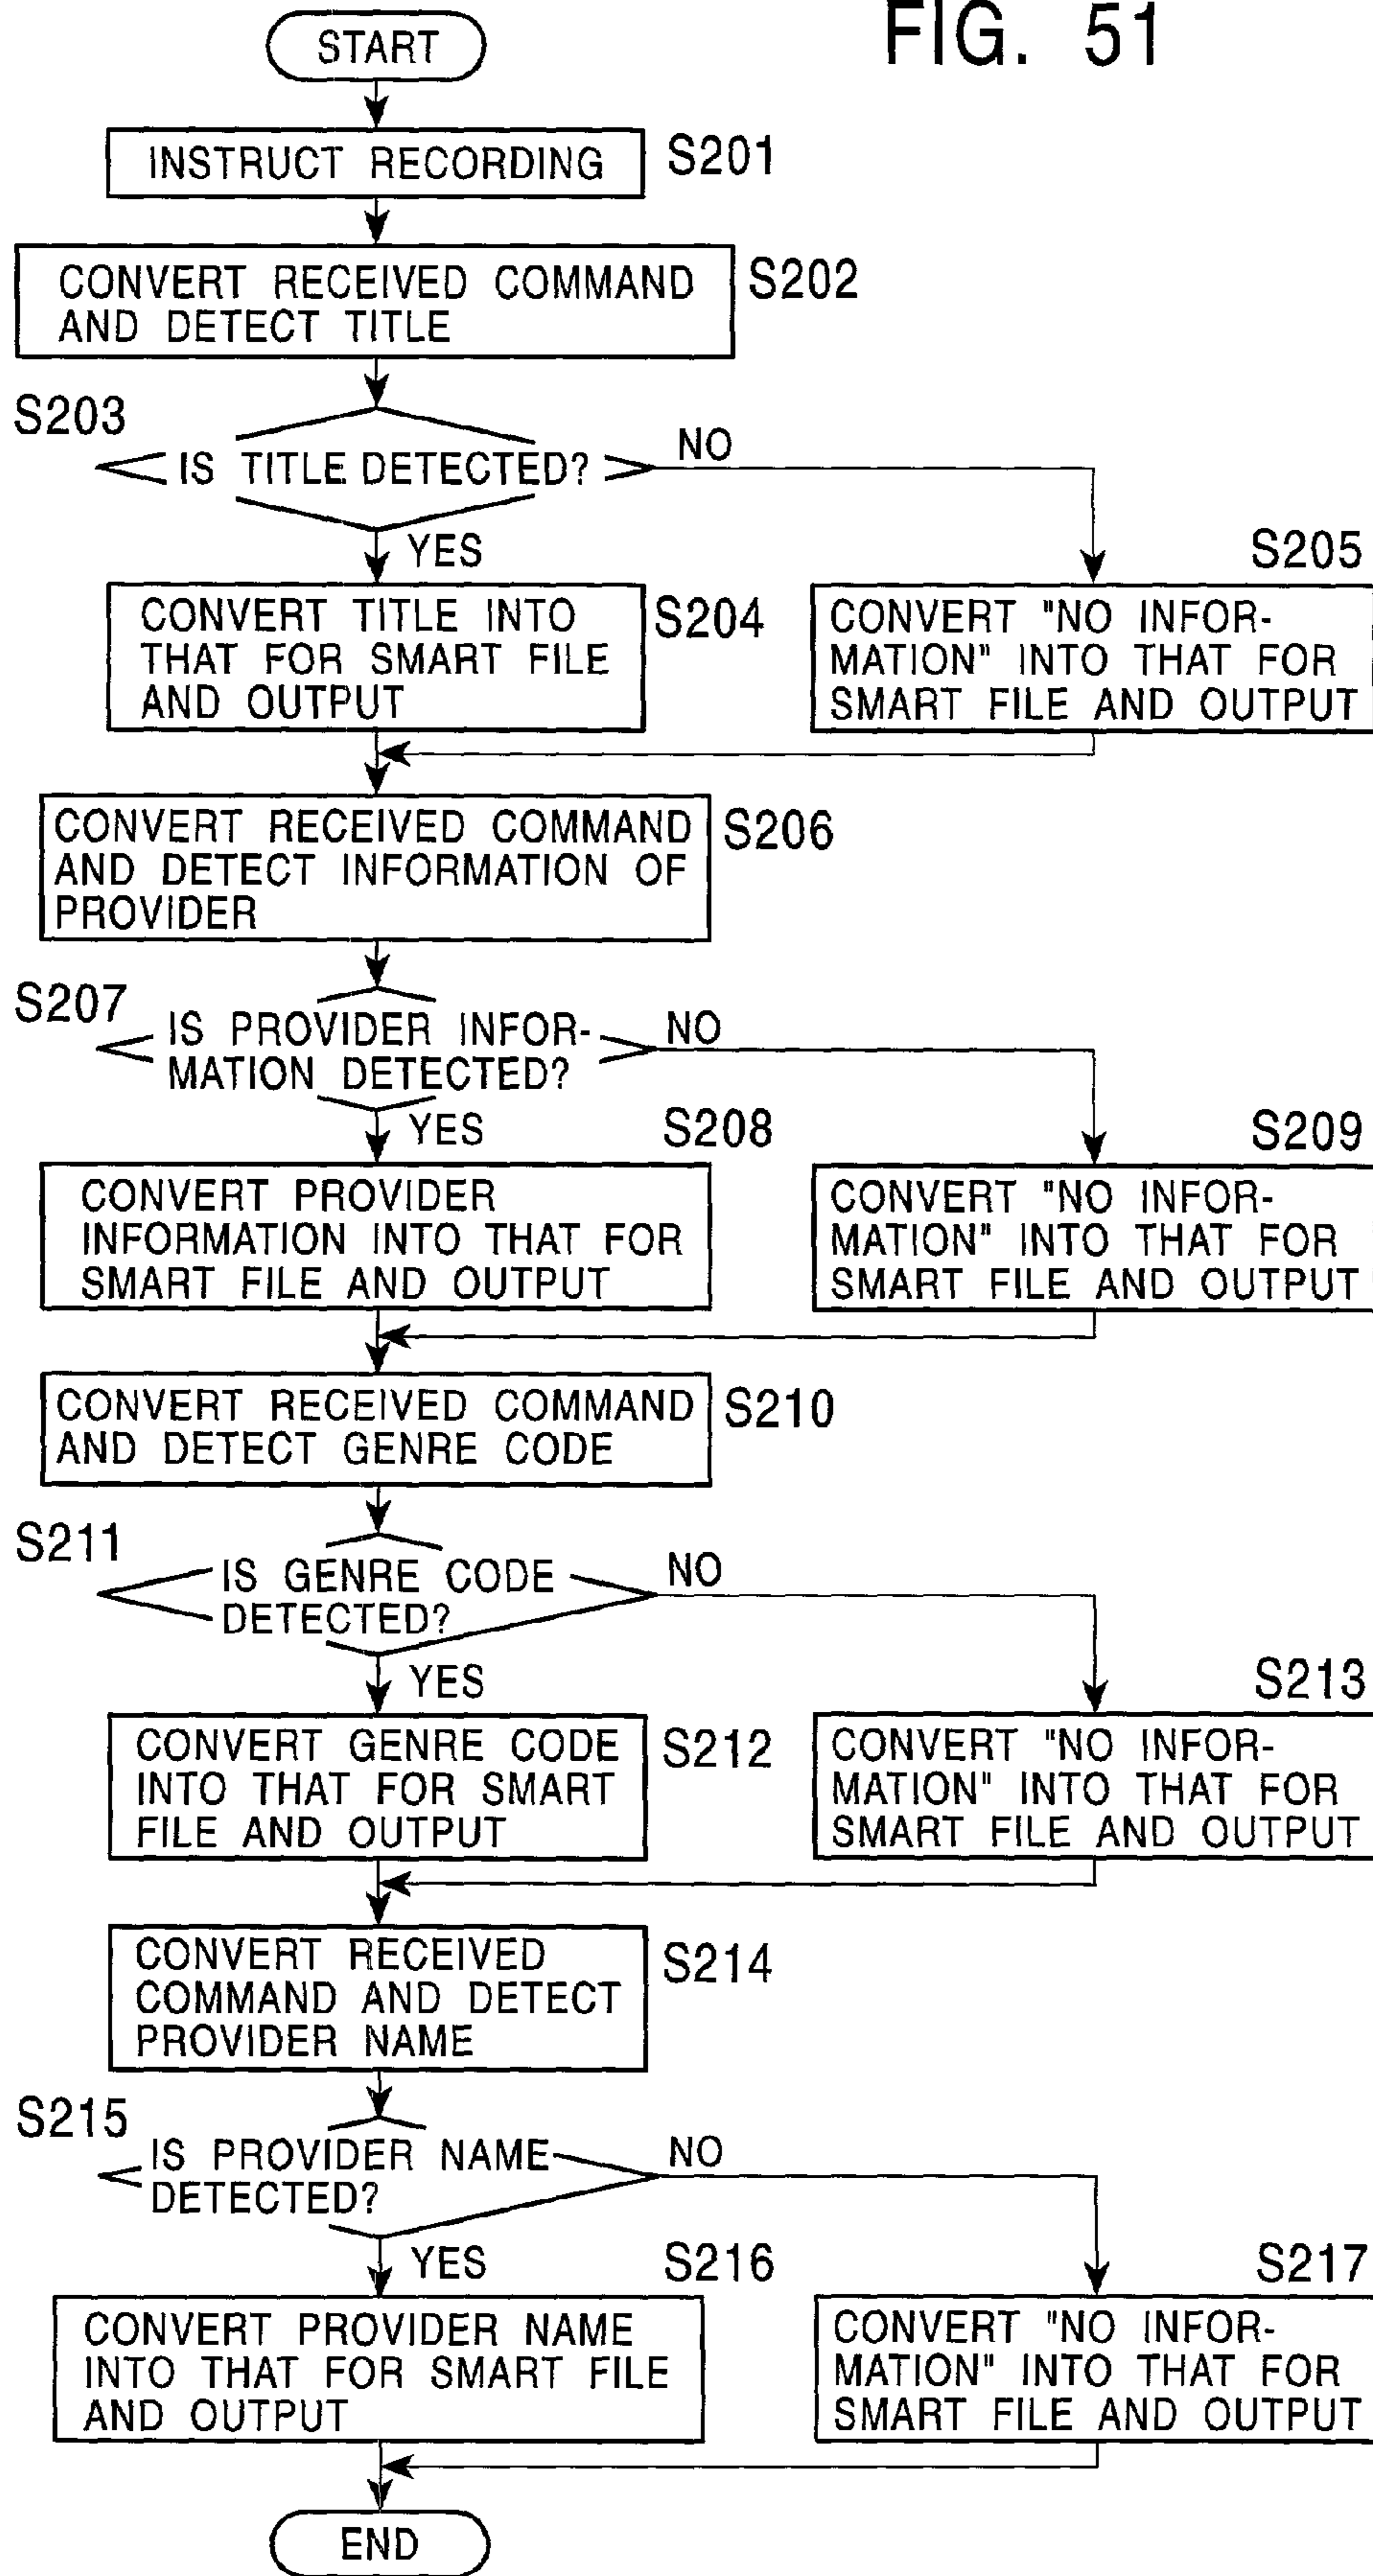 FIG. 51
START
INSTRUCT RECORDING
S201
CONVERT RECEIVED COMMAND
AND DETECT TITLE
S202
S203
IS TITLE DETECTED?
NO
YES
CONVERT TITLE INTO
THAT FOR SMART FILE
AND OUTPUT
S204
S205
CONVERT "NO INFOR-
MATION" INTO THAT FOR
SMART FILE AND OUTPUT
CONVERT RECEIVED COMMAND
AND DETECT INFORMATION OF
PROVIDER
S206
S207
IS PROVIDER INFOR-
MATION DETECTED?
NO
YES
S208
CONVERT PROVIDER
INFORMATION INTO THAT FOR
SMART FILE AND OUTPUT
S209
CONVERT "NO INFOR-
MATION" INTO THAT FOR
SMART FILE AND OUTPUT
CONVERT RECEIVED COMMAND
AND DETECT GENRE CODE
S210
S211
IS GENRE CODE
DETECTED?
NO
YES
CONVERT GENRE CODE
INTO THAT FOR SMART
FILE AND OUTPUT
S212
S213
CONVERT "NO INFOR-
MATION" INTO THAT FOR
SMART FILE AND OUTPUT
CONVERT RECEIVED
COMMAND AND DETECT
PROVIDER NAME
S214
S215
IS PROVIDER NAME
DETECTED?
NO
YES
S216
CONVERT PROVIDER NAME
INTO THAT FOR SMART FILE
AND OUTPUT
S217
CONVERT "NO INFOR-
MATION" INTO THAT FOR
SMART FILE AND OUTPUT
END